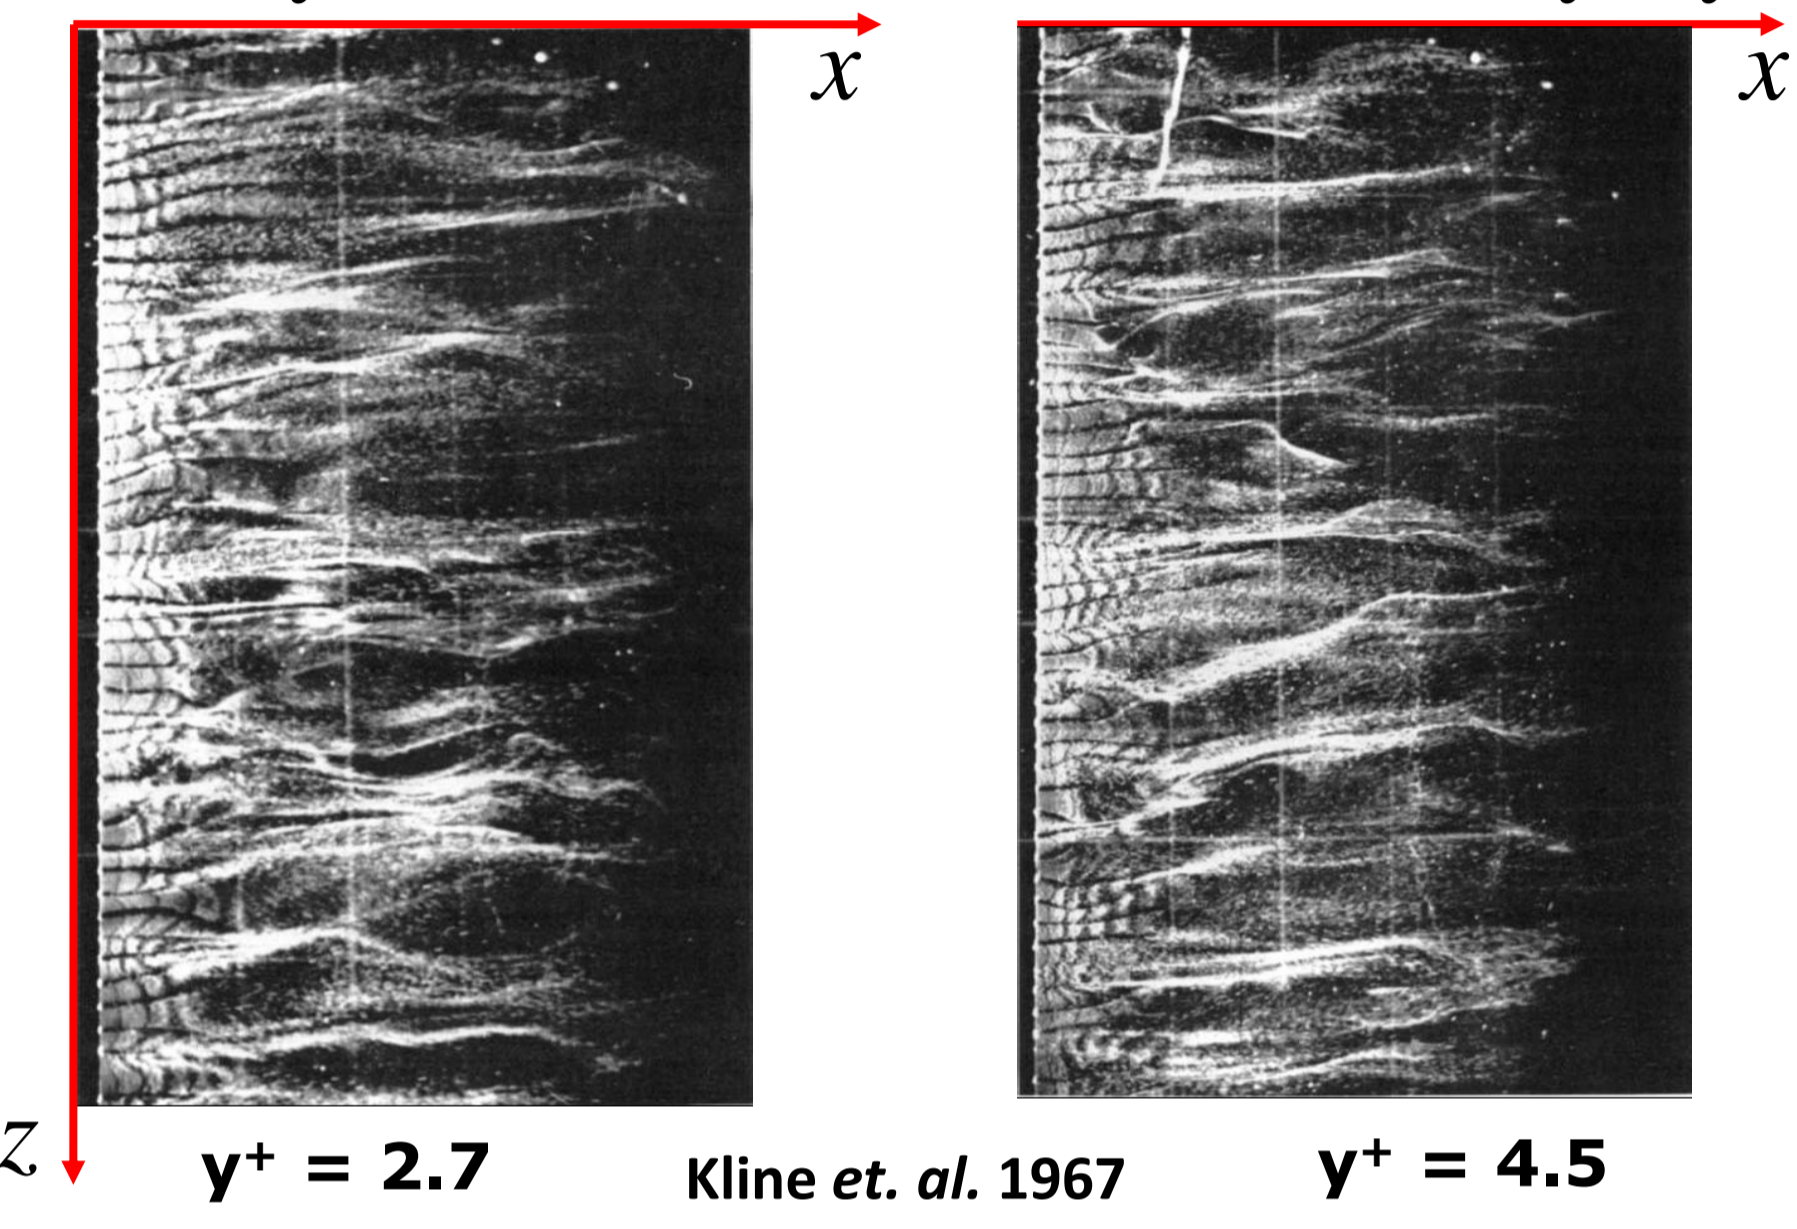 x
x
z
y⁺ = 2.7
Kline et. al. 1967
y⁺ = 4.5